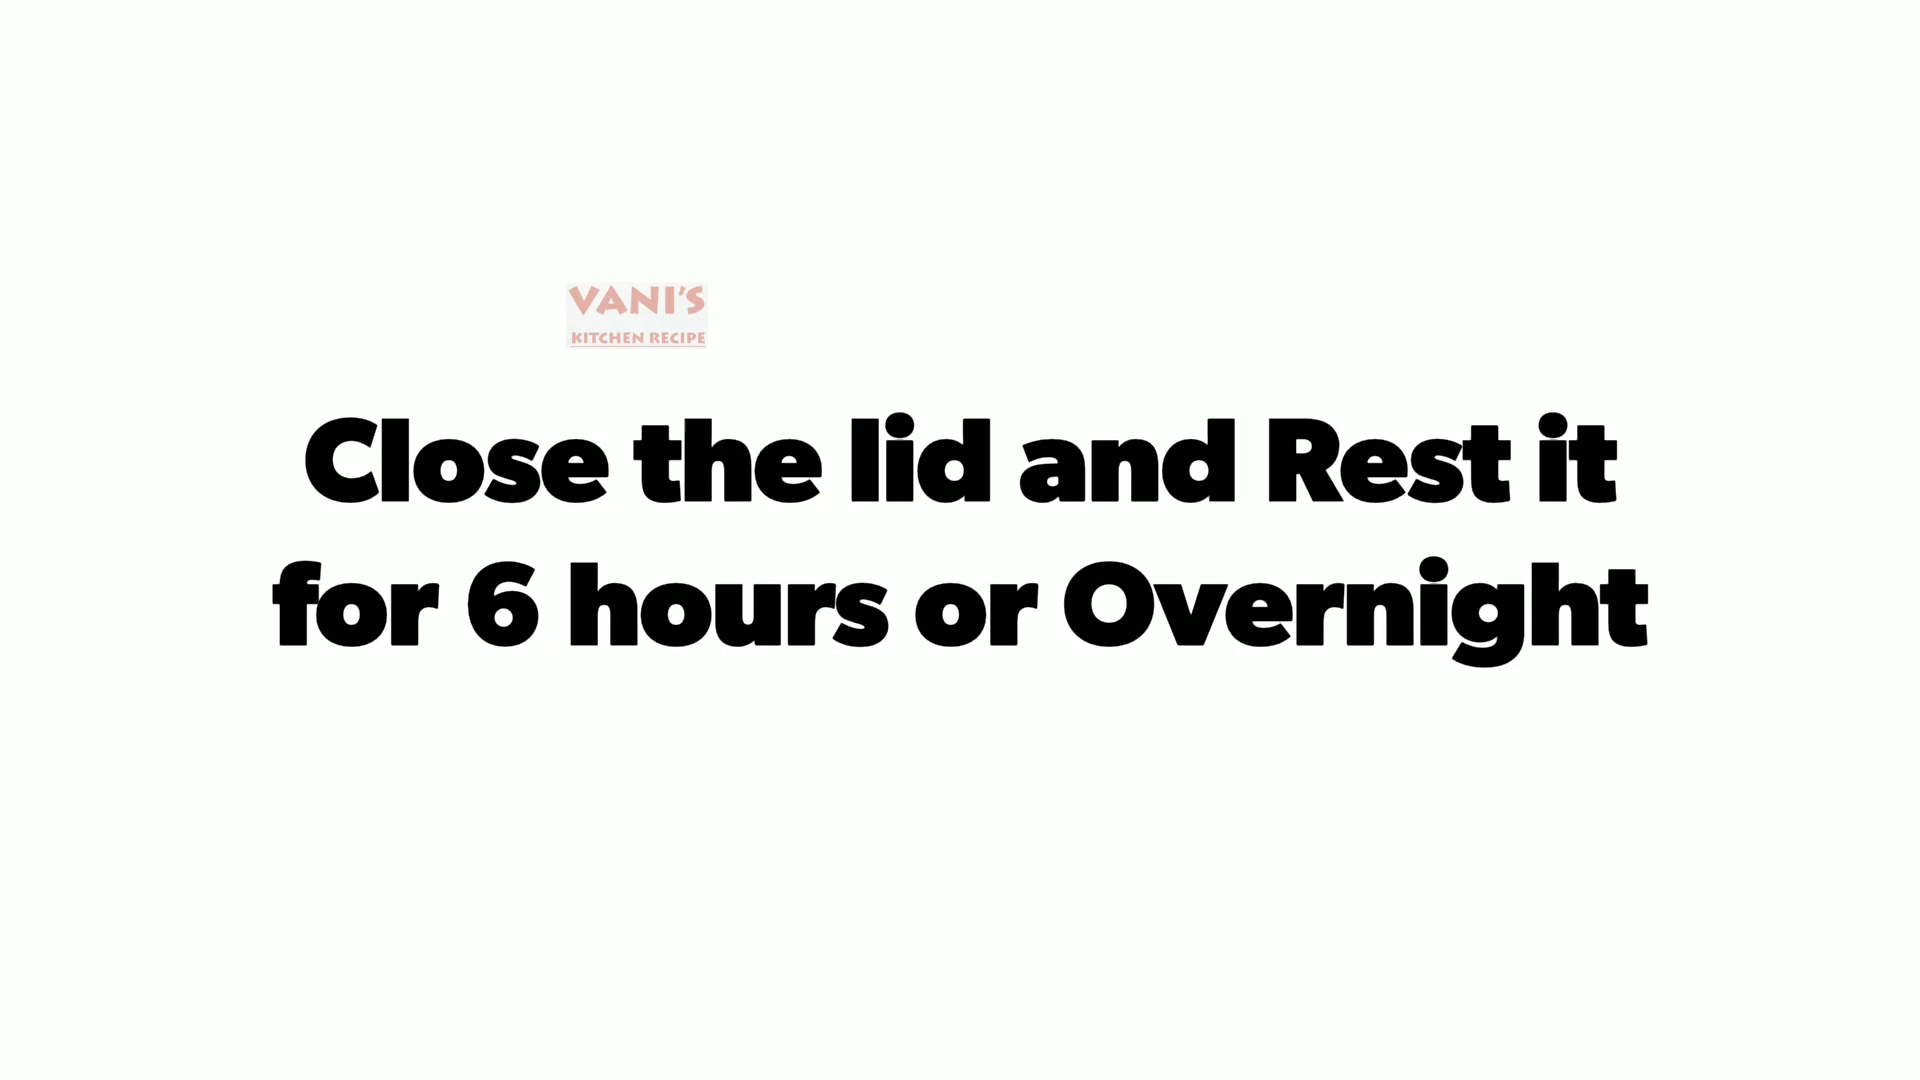 VANI'S
KITCHEN RECIPE
Close the lid and Rest it
for 6 hours or Overnight